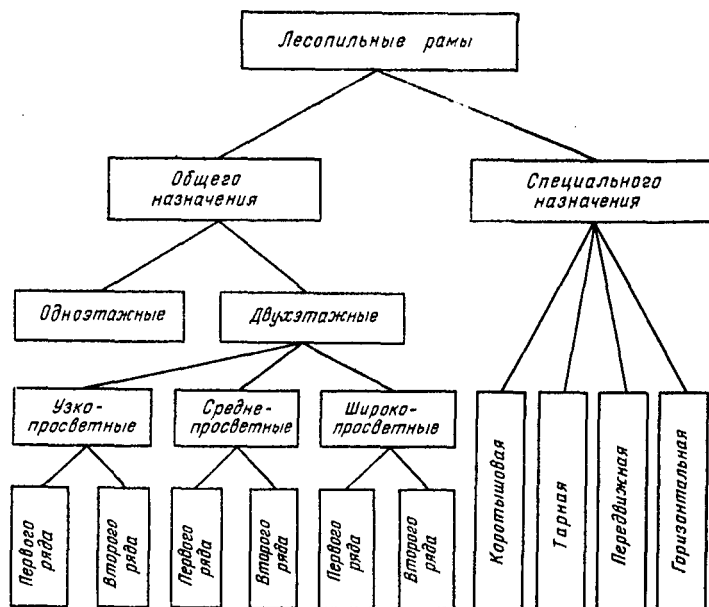 Лесопильные рамы
Общего
назначения
Специального
назначения
Одноэтажные
Двухэтажные
Узко-
просветные
Средне-
просветные
Широко-
просветные
Первого
ряда
Второго
ряда
Первого
ряда
Второго
ряда
Первого
ряда
Второго
ряда
Коротышовая
Тарная
Передвижная
Горизонтальная